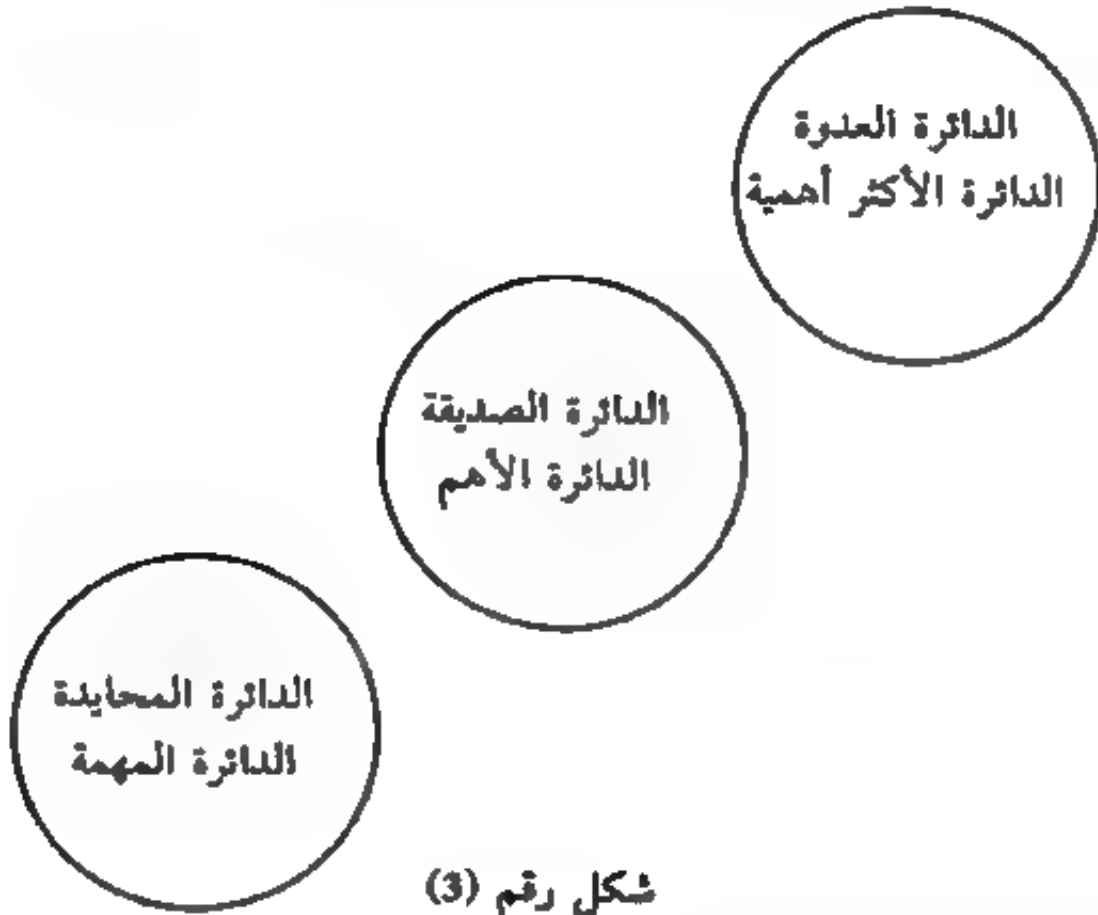 الدائرة العدوة
الدائرة الأكثر أهمية
الدائرة الصديقة
الدائرة الأهم
الدائرة المحايدة
الدائرة المهمة
شكل رقم (3)